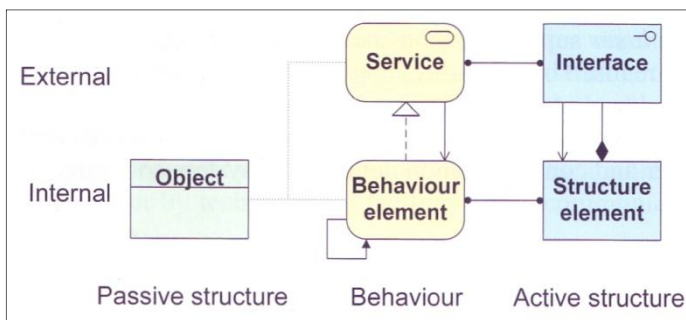 External
Service
Interface
Internal
Object
Behaviour
element
Structure
element
Passive structure
Behaviour
Active structure